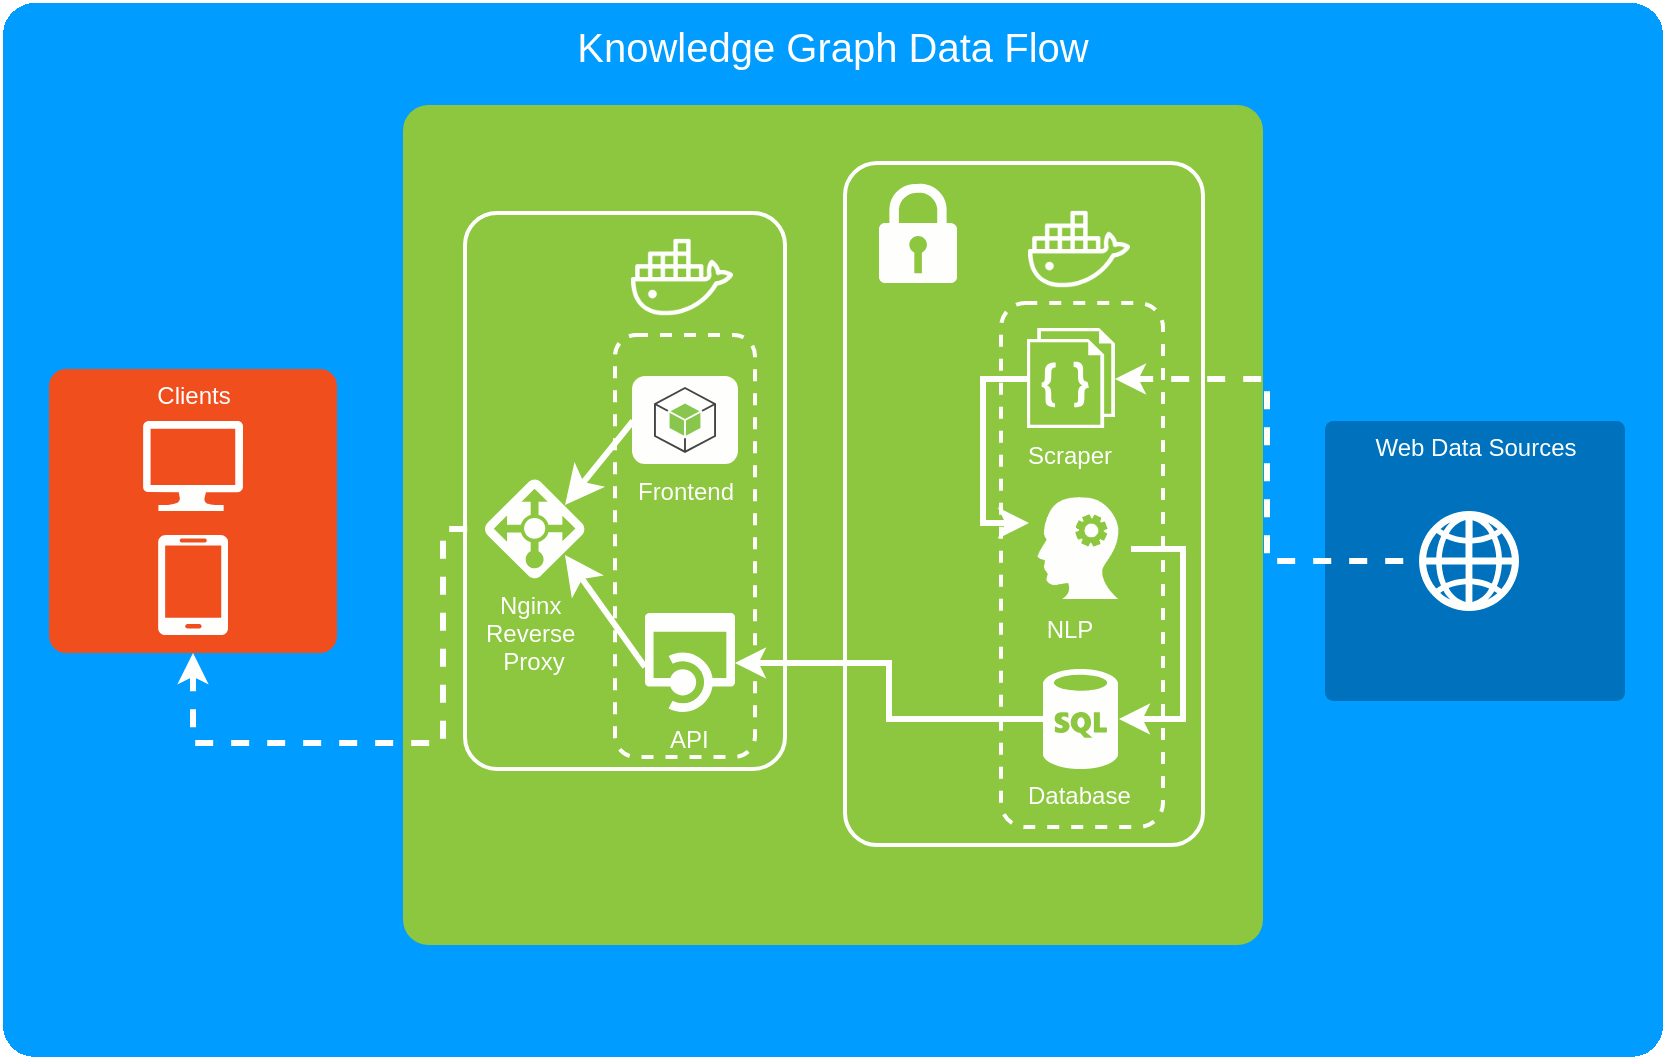 Knowledge Graph Data Flow
Clients
Frontend
Nginx
Reverse
Proxy
API
{ }
Scraper
NLP
SQL
Database
Web Data Sources